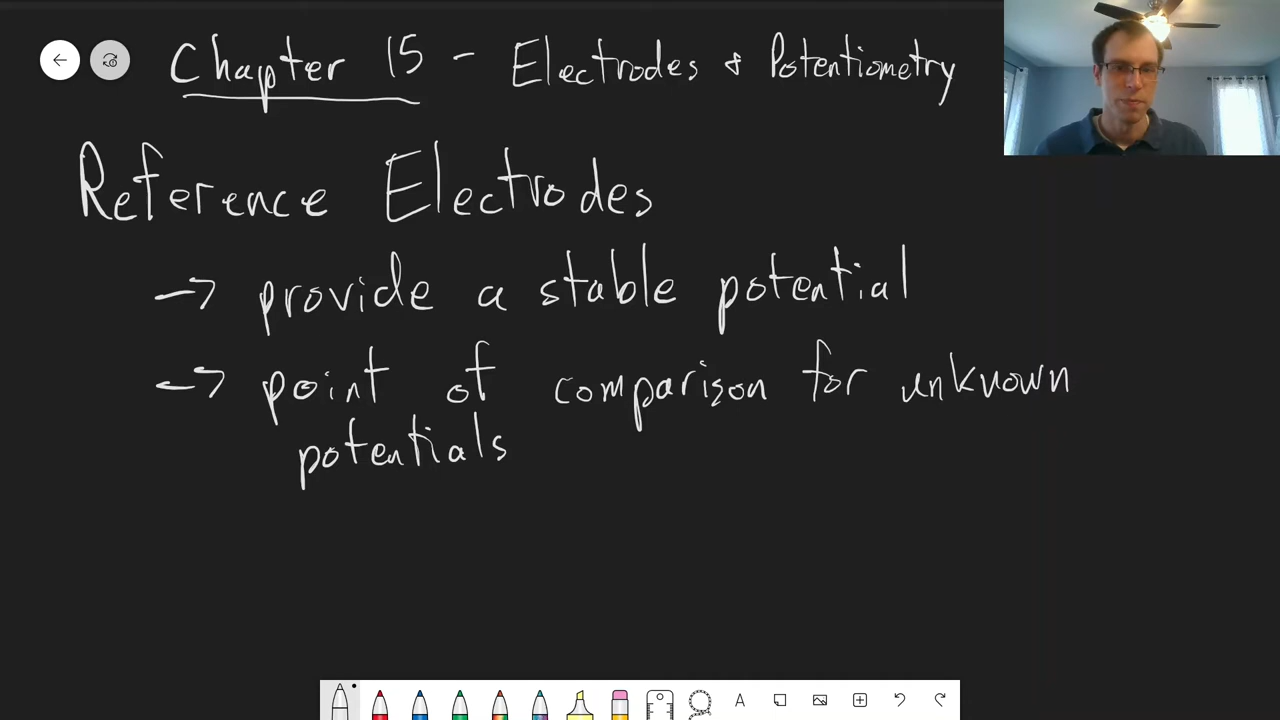 Chapter 15 - Electrodes & Potentiometry
Reference Electrodes
→ provide a stable potential
→ point of comparison for unknown
potentials
A